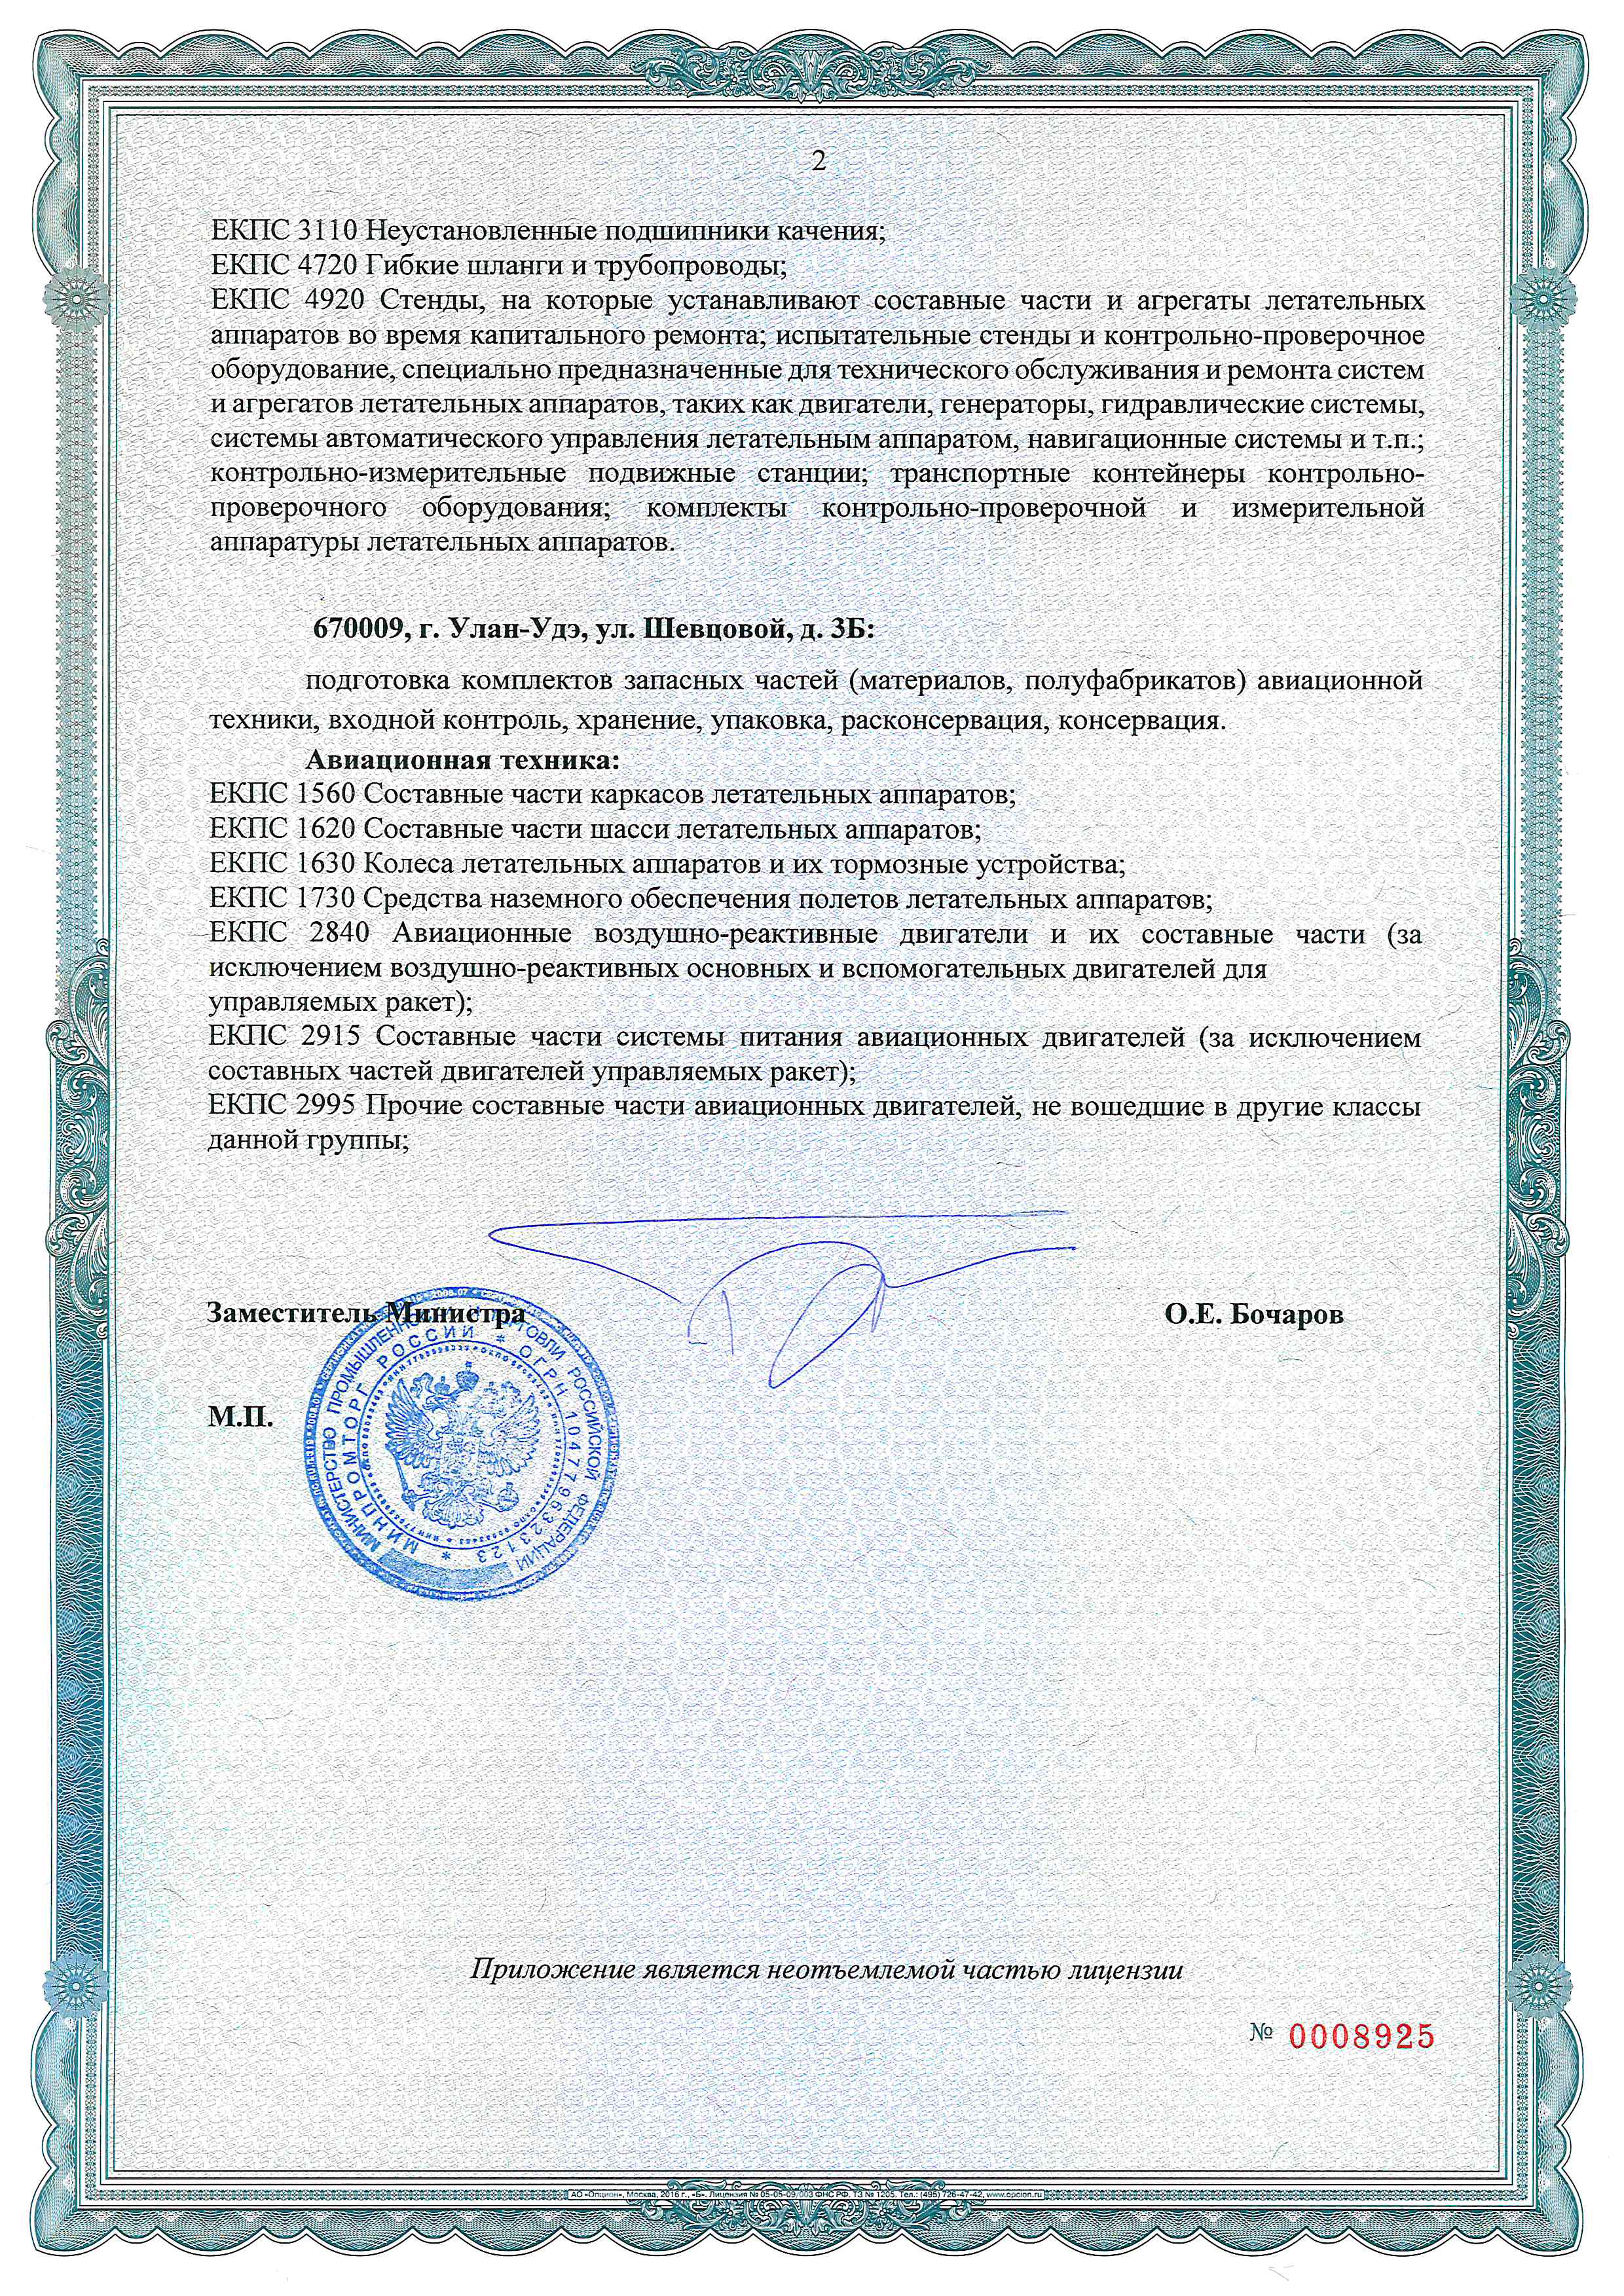 2
ЕКПС 3110 Неустановленные подшипники качения;
ЕКПС 4720 Гибкие шланги и трубопроводы;
ЕКПС 4920 Стенды, на которые устанавливают составные части и агрегаты летательных
аппаратов во время капитального ремонта; испытательные стенды и контрольно-проверочное
оборудование, специально предназначенные для технического обслуживания и ремонта систем
и агрегатов летательных аппаратов, таких как двигатели, генераторы, гидравлические системы,
системы автоматического управления летательным аппаратом, навигационные системы и т.п.;
контрольно-измерительные подвижные станции; транспортные контейнеры контрольно-
проверочного оборудования; комплекты контрольно-проверочной и измерительной
аппаратуры летательных аппаратов.
670009, г. Улан-Удэ, ул. Шевцовой, д. 3Б:
подготовка комплектов запасных частей (материалов, полуфабрикатов) авиационной
техники, входной контроль, хранение, упаковка, расконсервация, консервация.
Авиационная техника:
ЕКПС 1560 Составные части каркасов летательных аппаратов;
ЕКПС 1620 Составные части шасси летательных аппаратов;
ЕКПС 1630 Колеса летательных аппаратов и их тормозные устройства;
ЕКПС 1730 Средства наземного обеспечения полетов летательных аппаратов;
ЕКПС 2840 Авиационные воздушно-реактивные двигатели и их составные части (за
исключением воздушно-реактивных основных и вспомогательных двигателей для
управляемых ракет);
ЕКПС 2915 Составные части системы питания авиационных двигателей (за исключением
составных частей двигателей управляемых ракет);
ЕКПС 2995 Прочие составные части авиационных двигателей, не вошедшие в другие классы
данной группы;
Заместитель Министра О.Е. Бочаров
М.П.
МИНИСТЕРСТВО ПРОМЫШЛЕННОСТИ И ТОРГОВЛИ РОССИЙСКОЙ ФЕДЕРАЦИИ
* МИНПРОМТОРГ РОССИИ * ОГРН 1047796323123
Приложение является неотъемлемой частью лицензии
№ 0008925
АО «Опцион», Москва, 2016 г., «Б». Лицензия № 05-05-09/003 ФНС РФ. ТЗ № 1205. Тел.: (495) 726-47-42, www.opcion.ru